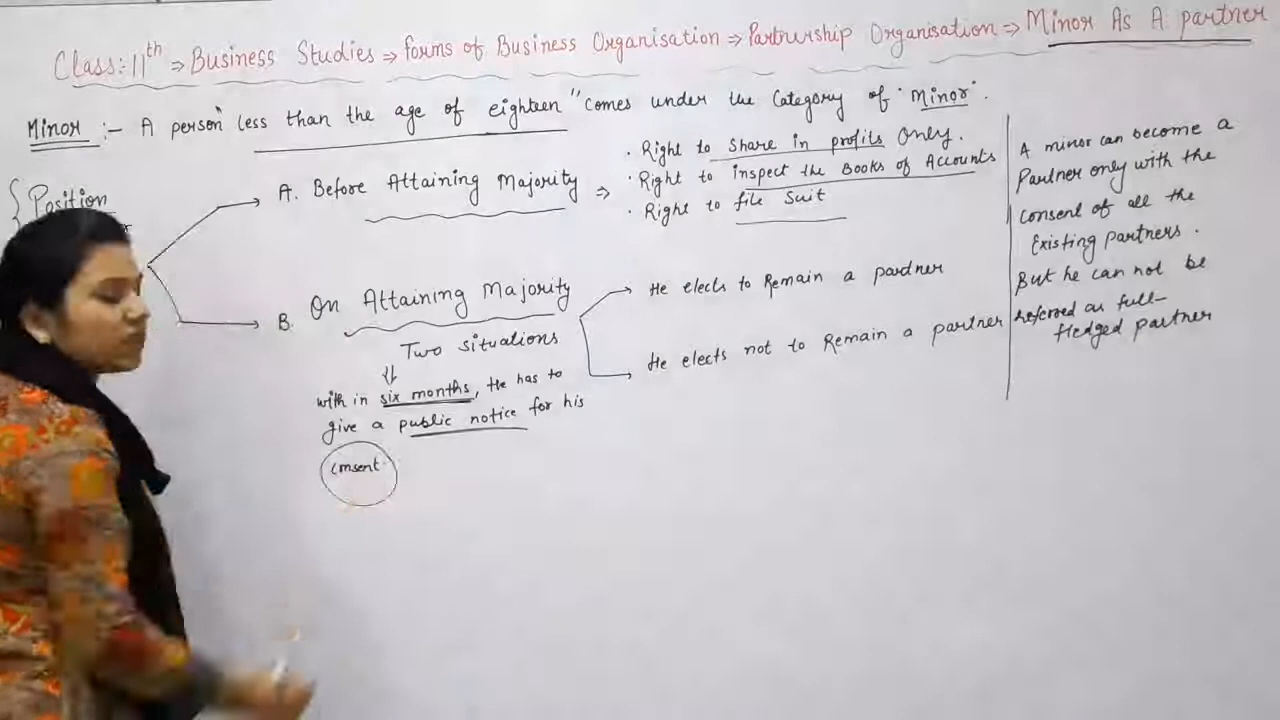 Class: 11th ⇒ Business Studies ⇒ Forms of Business Organisation ⇒ Partnership Organisation ⇒ Minor As A partner
Minor :- A person "less than the age of eighteen" comes under the Category of 'Minor'.
Position
A. Before Attaining Majority ⇒
• Right to Share in profits Only.
• Right to inspect the Books of Accounts
• Right to file Suit
B. On Attaining Majority
Two situations
with in six months, He has to
give a public notice for his
Consent
He elects to Remain a partner
He elects not to Remain a partner
A minor can become a
Partner only with the
Consent of all the
Existing partners.
But he can not be
referred as full-
fledged partner